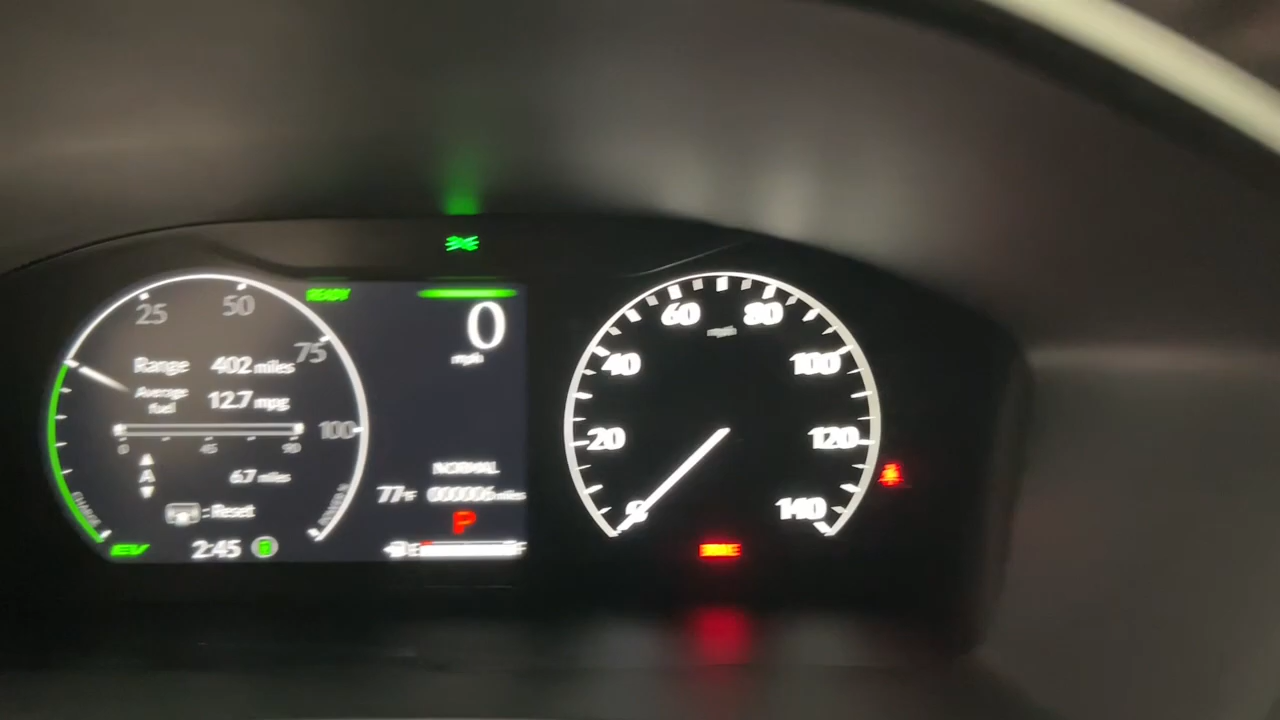 25 50 75 100
READY
Range 402 miles
Average fuel 12.7 mpg
0 45 90
A 6.7 miles
: Reset
CHARGE
POWER
EV 2:45
0
mph
NORMAL
77°F 000006 miles
P
E F
0 20 40 60 80 100 120 140
mph